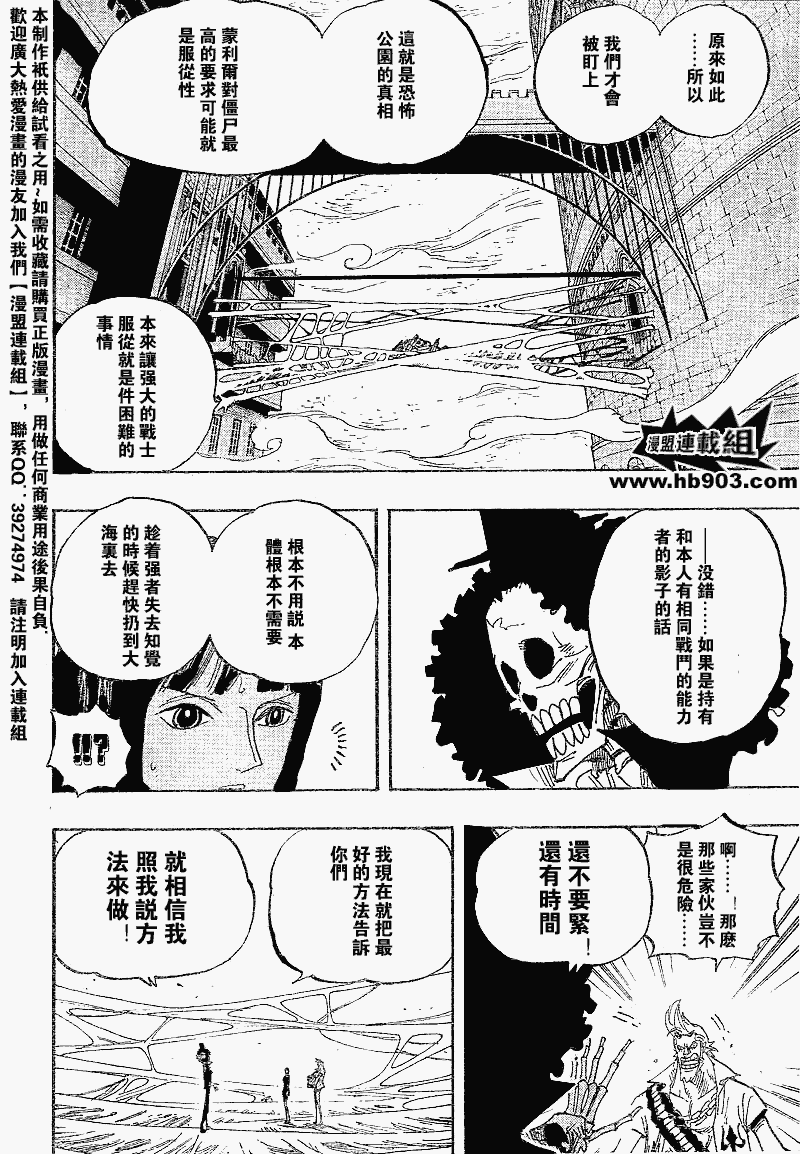 本制作衹供給試看之用~如需收藏請購買正版漫畫，用做任何商業用途後果自負.
歡迎廣大熱愛漫畫的漫友加入我們【漫盟連載組】，聯系QQ：39274974 請注明加入連載組
原來如此
……所以
我們才會
被盯上
這就是恐怖
公園的真相
蒙利爾對僵尸最
高的要求可能就
是服從性
本來讓强大的戰士
服從就是件困難的
事情
漫盟連載組
www.hb903.com
——没錯……如果是持有
和本人有相同戰鬥的能力
者的影子的話
根本不用説 本
體根本不需要
趁着强者失去知覺
的時候趕快扔到大
海裏去
!!?
啊……！那麽
那些家伙豈不
是很危險……
還不要緊！
還有時間
我現在就把最
好的方法告訴
你們
就相信我
照我説方
法來做！